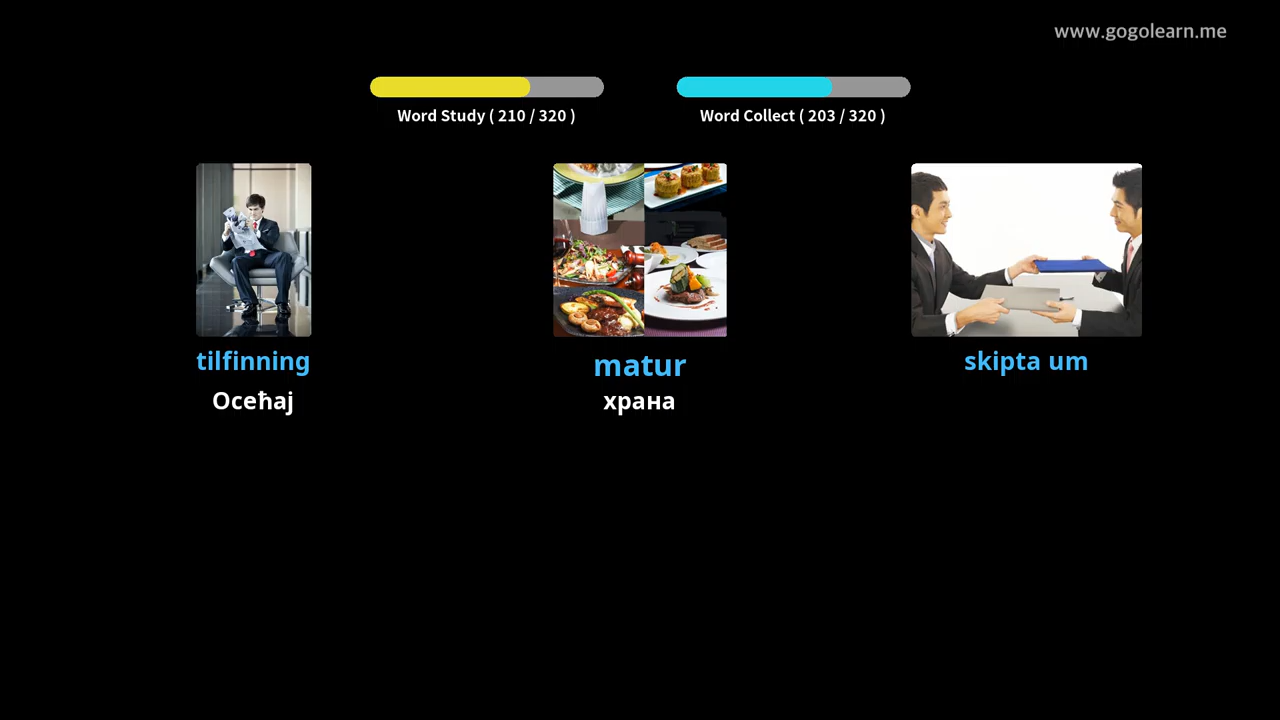 www.gogolearn.me
Word Study ( 210 / 320 )
Word Collect ( 203 / 320 )
tilfinning
matur
skipta um
Осећај
храна